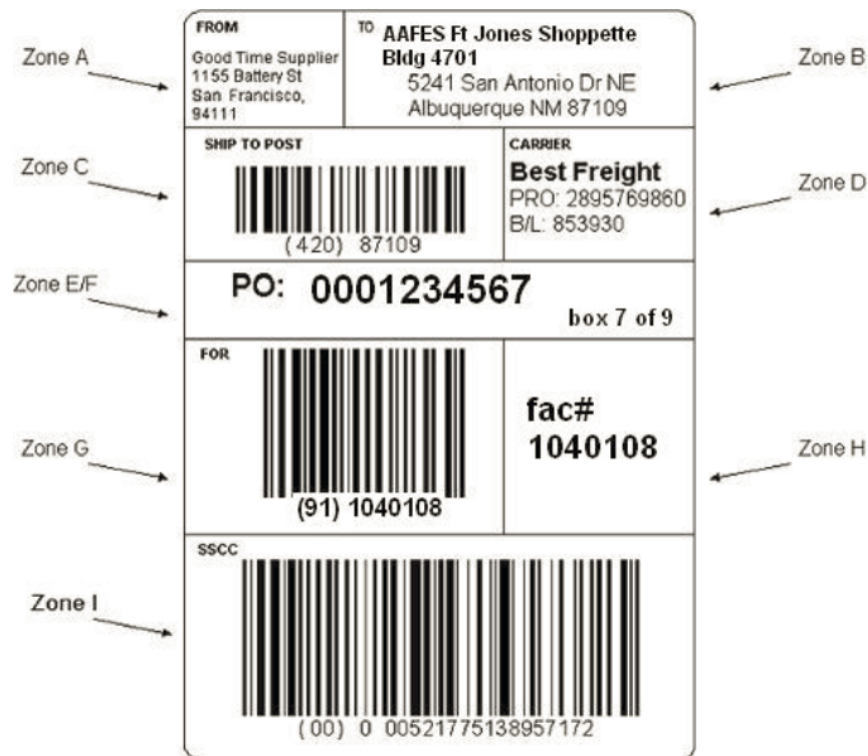 FROM
Good Time Supplier
1155 Battery St
San Francisco,
94111
TO
AAFES Ft Jones Shoppette
Bldg 4701
5241 San Antonio Dr NE
Albuquerque NM 87109
Zone A
Zone B
SHIP TO POST
(420) 87109
CARRIER
Best Freight
PRO: 2895769860
B/L: 853930
Zone C
Zone D
PO: 0001234567
box 7 of 9
Zone E/F
FOR
(91) 1040108
fac#
1040108
Zone G
Zone H
SSCC
(00) 0 00521775138957172
Zone I